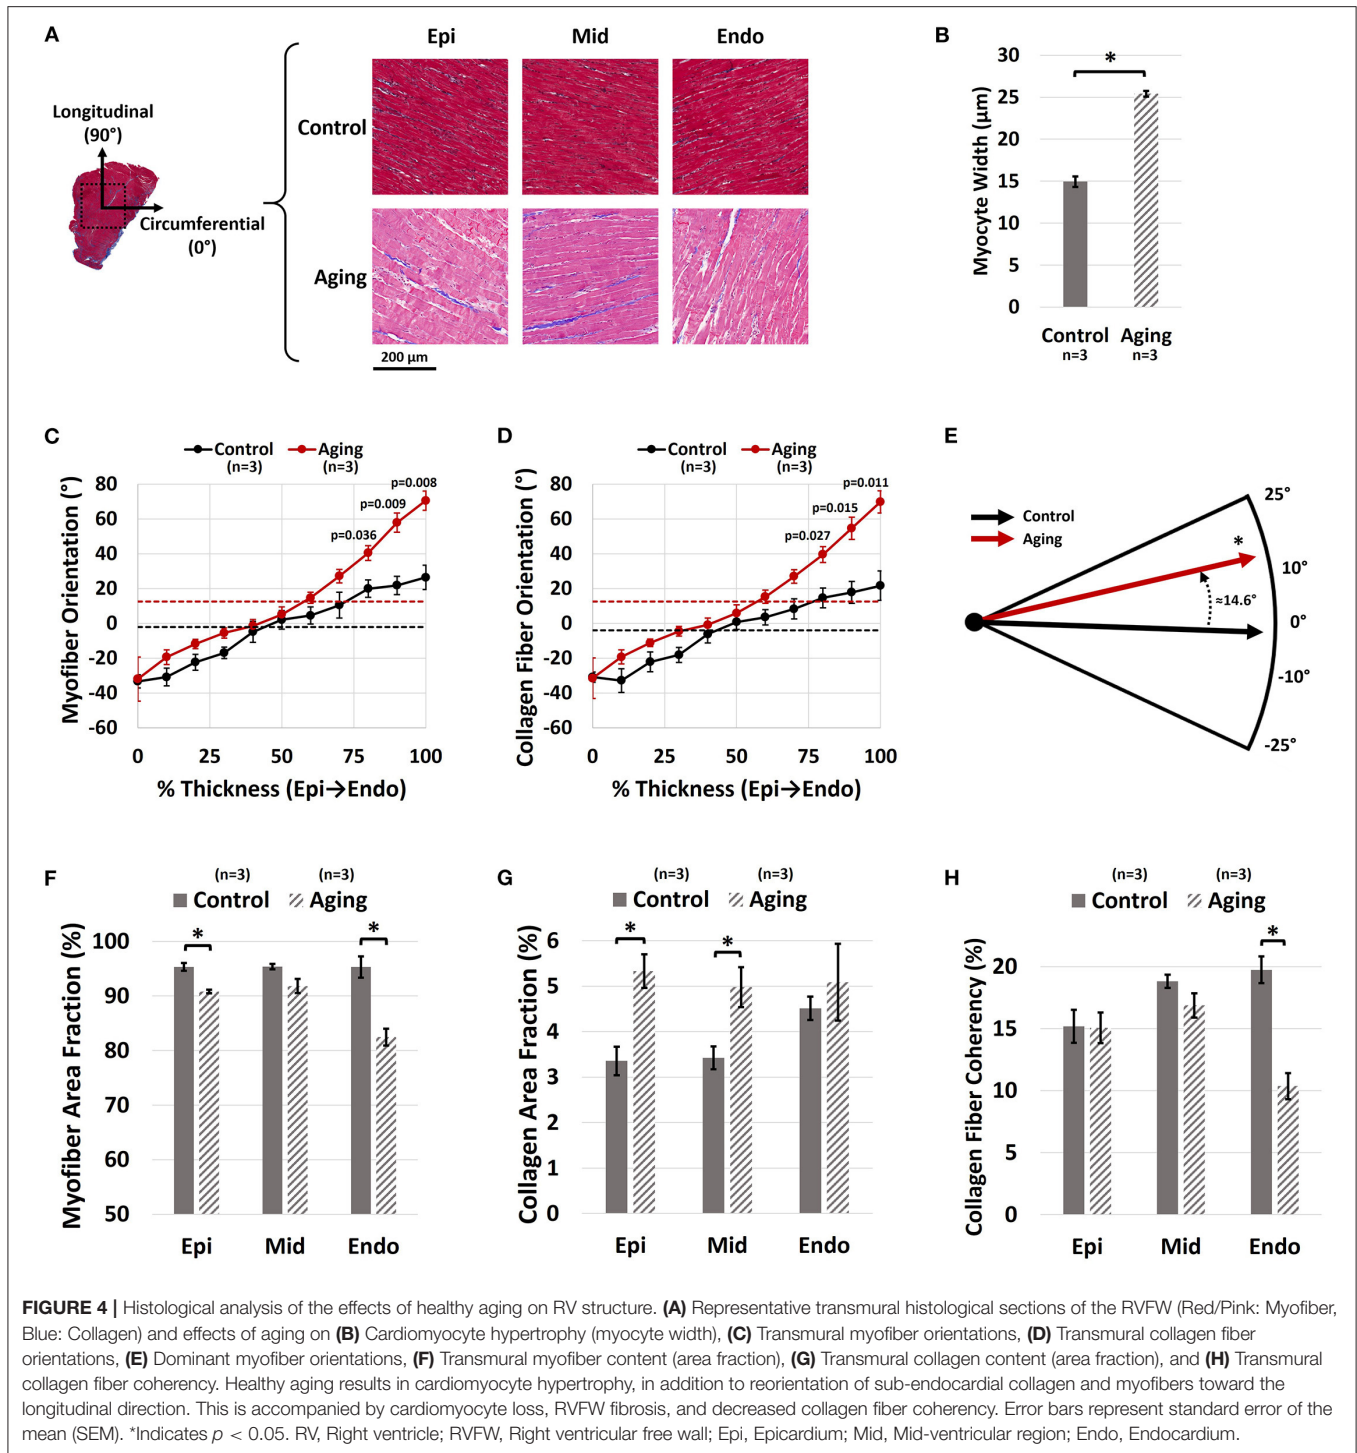 A
Epi Mid Endo
Longitudinal
(90°)
Circumferential
(0°)
Control
Aging
200 µm
B
Myocyte Width (µm)
30
25
20
15
10
5
0
*
Control Aging
n=3 n=3
C
Control Aging
(n=3) (n=3)
Myofiber Orientation (°)
80
60
40
20
0
-20
-40
-60
p=0.036
p=0.009
p=0.008
0 25 50 75 100
% Thickness (Epi→Endo)
D
Control Aging
(n=3) (n=3)
Collagen Fiber Orientation (°)
80
60
40
20
0
-20
-40
-60
p=0.027
p=0.015
p=0.011
0 25 50 75 100
% Thickness (Epi→Endo)
E
Control
Aging
*
≈14.6°
25°
10°
0°
-10°
-25°
F
(n=3) (n=3)
Control Aging
Myofiber Area Fraction (%)
100
90
80
70
60
50
* *
Epi Mid Endo
G
(n=3) (n=3)
Control Aging
Collagen Area Fraction (%)
6
5
4
3
2
1
0
* *
Epi Mid Endo
H
(n=3) (n=3)
Control Aging
Collagen Fiber Coherency (%)
20
15
10
5
0
*
Epi Mid Endo
FIGURE 4 | Histological analysis of the effects of healthy aging on RV structure. (A) Representative transmural histological sections of the RVFW (Red/Pink: Myofiber,
Blue: Collagen) and effects of aging on (B) Cardiomyocyte hypertrophy (myocyte width), (C) Transmural myofiber orientations, (D) Transmural collagen fiber
orientations, (E) Dominant myofiber orientations, (F) Transmural myofiber content (area fraction), (G) Transmural collagen content (area fraction), and (H) Transmural
collagen fiber coherency. Healthy aging results in cardiomyocyte hypertrophy, in addition to reorientation of sub-endocardial collagen and myofibers toward the
longitudinal direction. This is accompanied by cardiomyocyte loss, RVFW fibrosis, and decreased collagen fiber coherency. Error bars represent standard error of the
mean (SEM). *Indicates p < 0.05. RV, Right ventricle; RVFW, Right ventricular free wall; Epi, Epicardium; Mid, Mid-ventricular region; Endo, Endocardium.